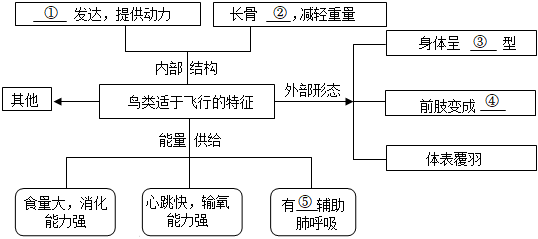 ① 发达，提供动力
长骨 ②，减轻重量
内部 结构
身体呈 ③ 型
外部形态
其他
鸟类适于飞行的特征
前肢变成 ④
能量 供给
体表覆羽
食量大，消化
能力强
心跳快，输氧
能力强
有⑤辅助
肺呼吸